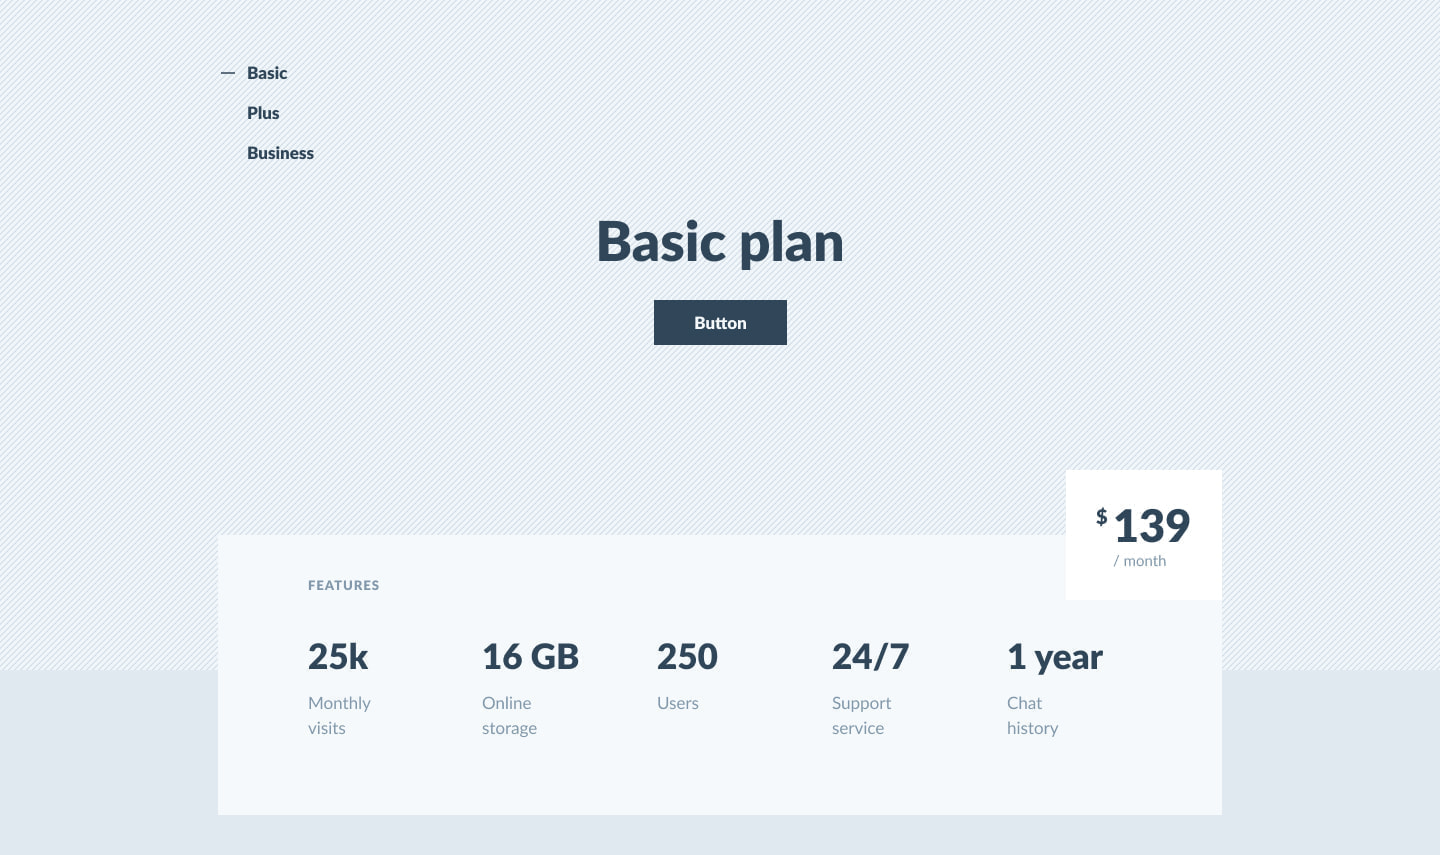 — Basic
Plus
Business
Basic plan
Button
$ 139
/ month
FEATURES
25k
Monthly
visits
16 GB
Online
storage
250
Users
24/7
Support
service
1 year
Chat
history